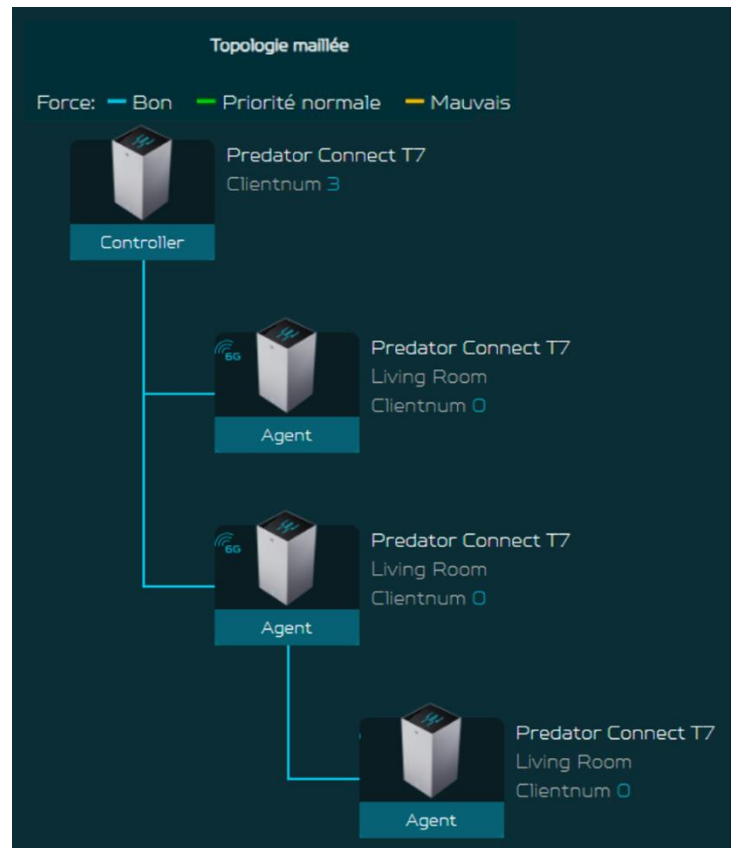 Topologie maillée
Force: Bon Priorité normale Mauvais
Predator Connect T7
Clientnum 3
Controller
6G
Predator Connect T7
Living Room
Clientnum 0
Agent
6G
Predator Connect T7
Living Room
Clientnum 0
Agent
Predator Connect T7
Living Room
Clientnum 0
Agent